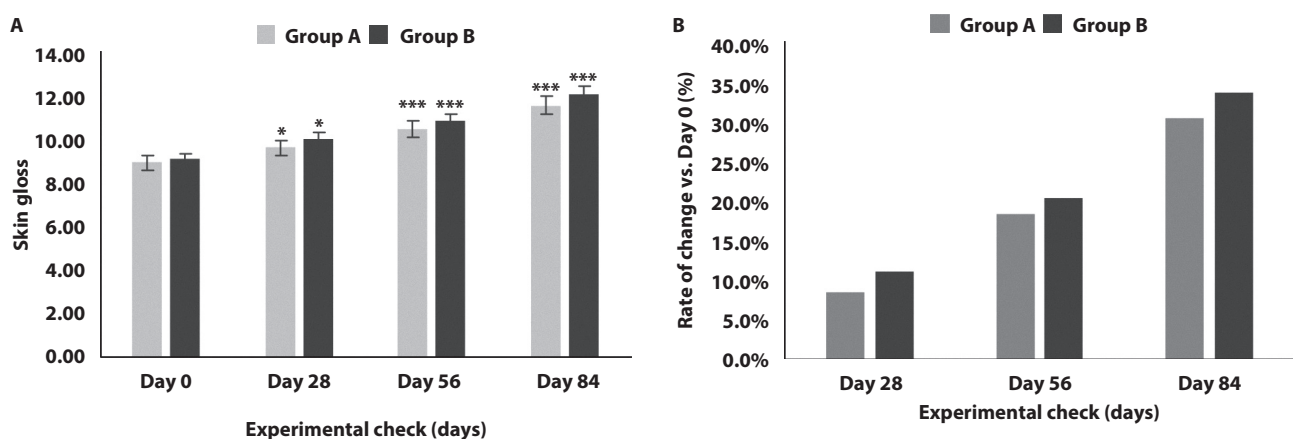 A
Group A Group B
14.00
12.00
10.00
8.00
6.00
4.00
2.00
0.00
Skin gloss
* *
*** ***
*** ***
Day 0 Day 28 Day 56 Day 84
Experimental check (days)
B
Group A Group B
40.0%
35.0%
30.0%
25.0%
20.0%
15.0%
10.0%
5.0%
0.0%
Rate of change vs. Day 0 (%)
Day 28 Day 56 Day 84
Experimental check (days)